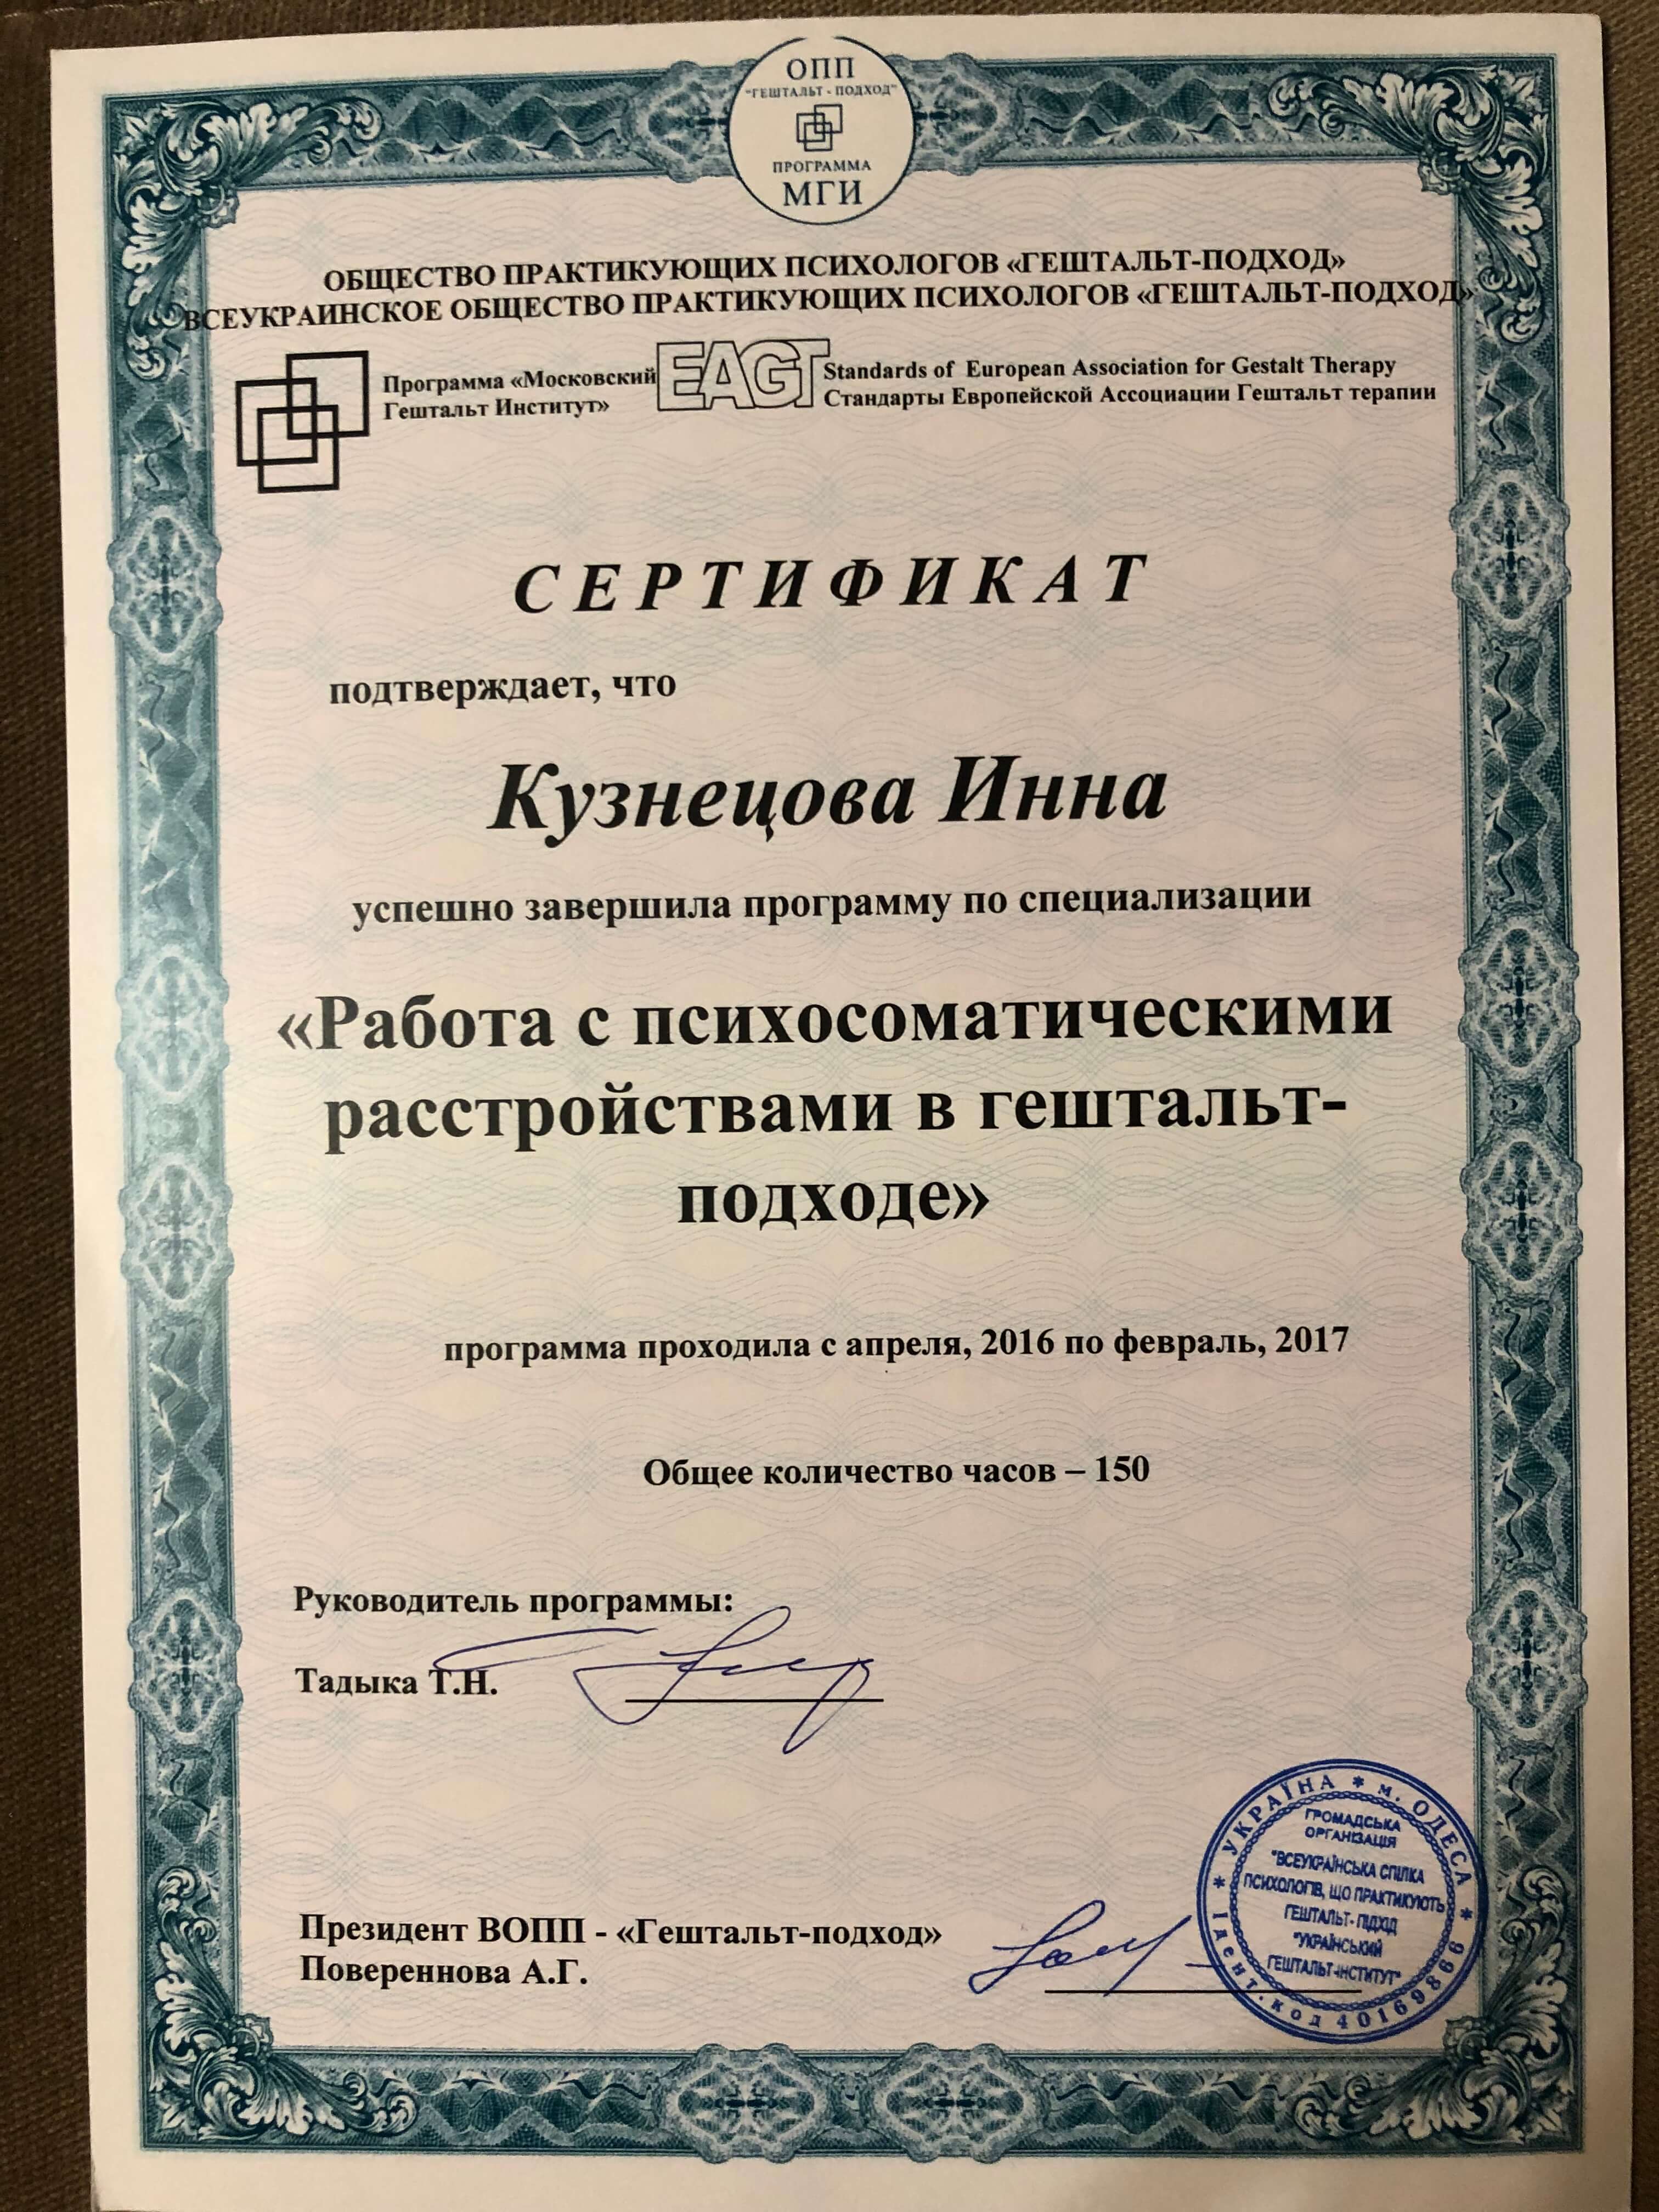 ОПП
"ГЕШТАЛЬТ - ПОДХОД"
ПРОГРАММА
МГИ
ОБЩЕСТВО ПРАКТИКУЮЩИХ ПСИХОЛОГОВ «ГЕШТАЛЬТ-ПОДХОД»
ВСЕУКРАИНСКОЕ ОБЩЕСТВО ПРАКТИКУЮЩИХ ПСИХОЛОГОВ «ГЕШТАЛЬТ-ПОДХОД»
Программа «Московский
Гештальт Институт»
EAGT
Standards of European Association for Gestalt Therapy
Стандарты Европейской Ассоциации Гештальт терапии
СЕРТИФИКАТ
подтверждает, что
Кузнецова Инна
успешно завершила программу по специализации
«Работа с психосоматическими
расстройствами в гештальт-
подходе»
программа проходила с апреля, 2016 по февраль, 2017
Общее количество часов – 150
Руководитель программы:
Тадыка Т.Н.
Президент ВОПП - «Гештальт-подход»
Повереннова А.Г.
* УКРАЇНА * м. ОДЕСА *
ГРОМАДСЬКА
ОРГАНІЗАЦІЯ
"ВСЕУКРАЇНСЬКА СПІЛКА
ПСИХОЛОГІВ, ЩО ПРАКТИКУЮТЬ
ГЕШТАЛЬТ- ПІДХІД
"УКРАЇНСЬКИЙ
ГЕШТАЛЬТ-ІНСТИТУТ"
Ідент. код 40169866